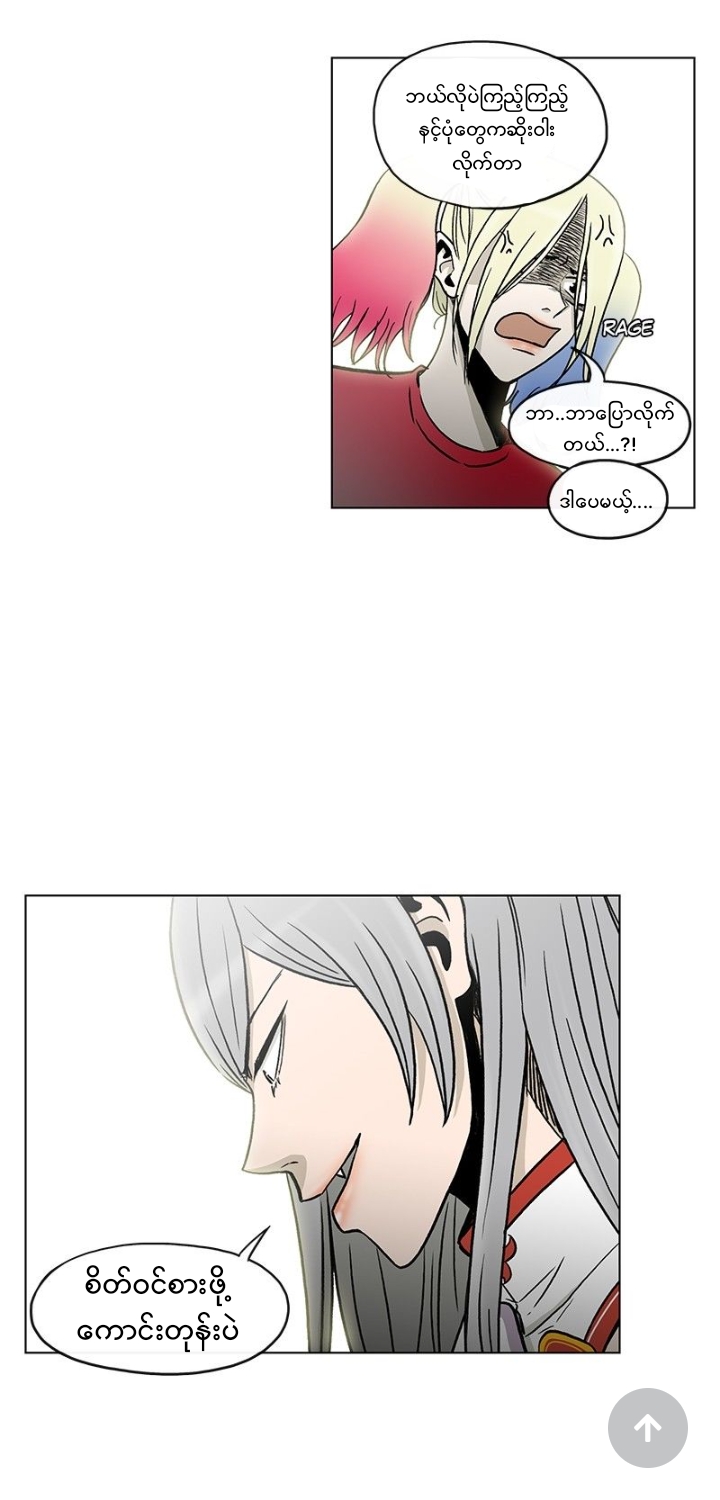 ဘယ်လိုပဲကြည့်ကြည့်
နင့်ပုံတွေကဆိုးဝါး
လိုက်တာ
RAGE
ဘာ..ဘာပြောလိုက်
တယ်...?!
ဒါပေမယ့်....
စိတ်ဝင်စားဖို့
ကောင်းတုန်းပဲ